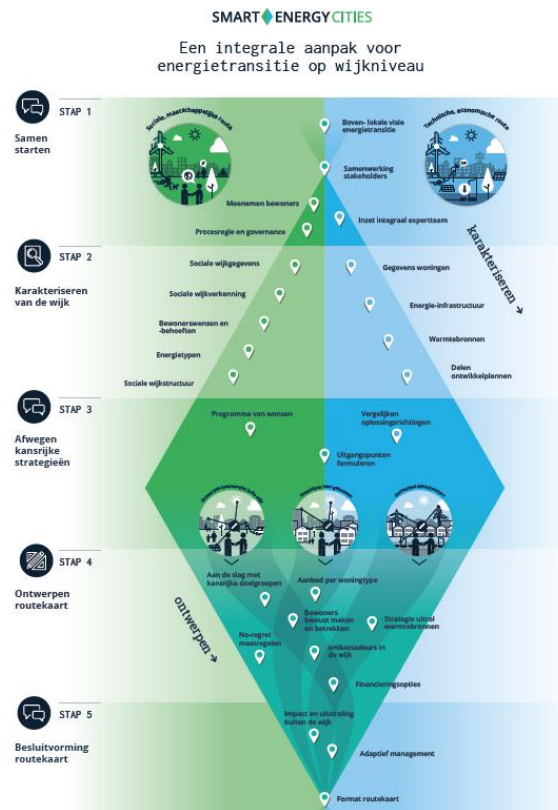 SMART ENERGY CITIES
Een integrale aanpak voor
energietransitie op wijkniveau
STAP 1
Samen
starten
Sociale, maatschappelijke route
Technische, economische route
Boven- lokale visie
energietransitie
Samenwerking
stakeholders
Meenemen bewoners
Inzet integraal expertteam
Procesregie en governance
karakteriseren
STAP 2
Karakteriseren
van de wijk
Sociale wijkgegevens
Gegevens woningen
Sociale wijkverkenning
Energie-infrastructuur
Bewonerswensen en
-behoeften
Warmtebronnen
Energietypen
Delen
ontwikkelplannen
Sociale wijkstructuur
STAP 3
Afwegen
kansrijke
strategieën
Programma van wensen
Vergelijken
oplossingsrichtingen
Uitgangspunten
formuleren
STAP 4
Ontwerpen
routekaart
ontwerpen
Aan de slag met
kansrijke doelgroepen
Aanbod per woningtype
Bewoners
bewust maken
en betrekken
Strategie uitrol
warmtebronnen
No-regret
maatregelen
ambassadeurs in
de wijk
Financieringsopties
STAP 5
Besluitvorming
routekaart
Impact en uitstraling
buiten de wijk
Adaptief management
Format routekaart